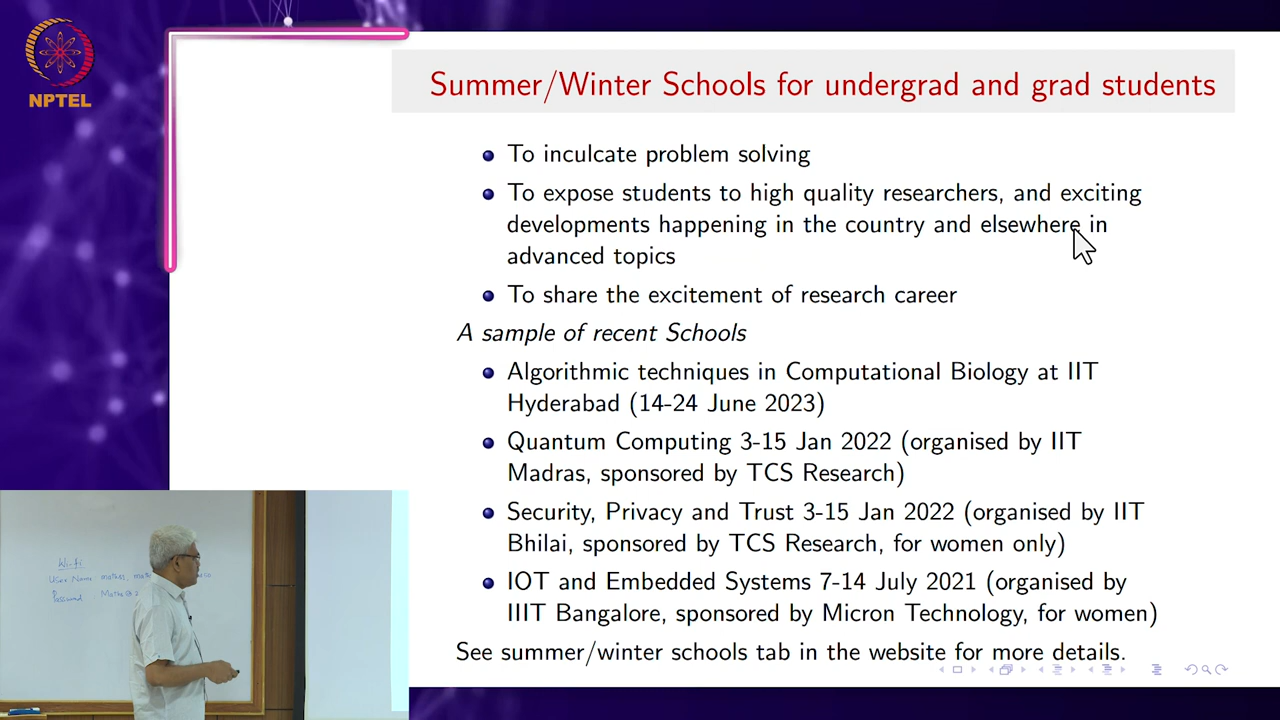 NPTEL
Summer/Winter Schools for undergrad and grad students
To inculcate problem solving
To expose students to high quality researchers, and exciting
developments happening in the country and elsewhere in
advanced topics
To share the excitement of research career
A sample of recent Schools
Algorithmic techniques in Computational Biology at IIT
Hyderabad (14-24 June 2023)
Quantum Computing 3-15 Jan 2022 (organised by IIT
Madras, sponsored by TCS Research)
Security, Privacy and Trust 3-15 Jan 2022 (organised by IIT
Bhilai, sponsored by TCS Research, for women only)
IOT and Embedded Systems 7-14 July 2021 (organised by
IIIT Bangalore, sponsored by Micron Technology, for women)
See summer/winter schools tab in the website for more details.
Wi-Fi
User Name
Password